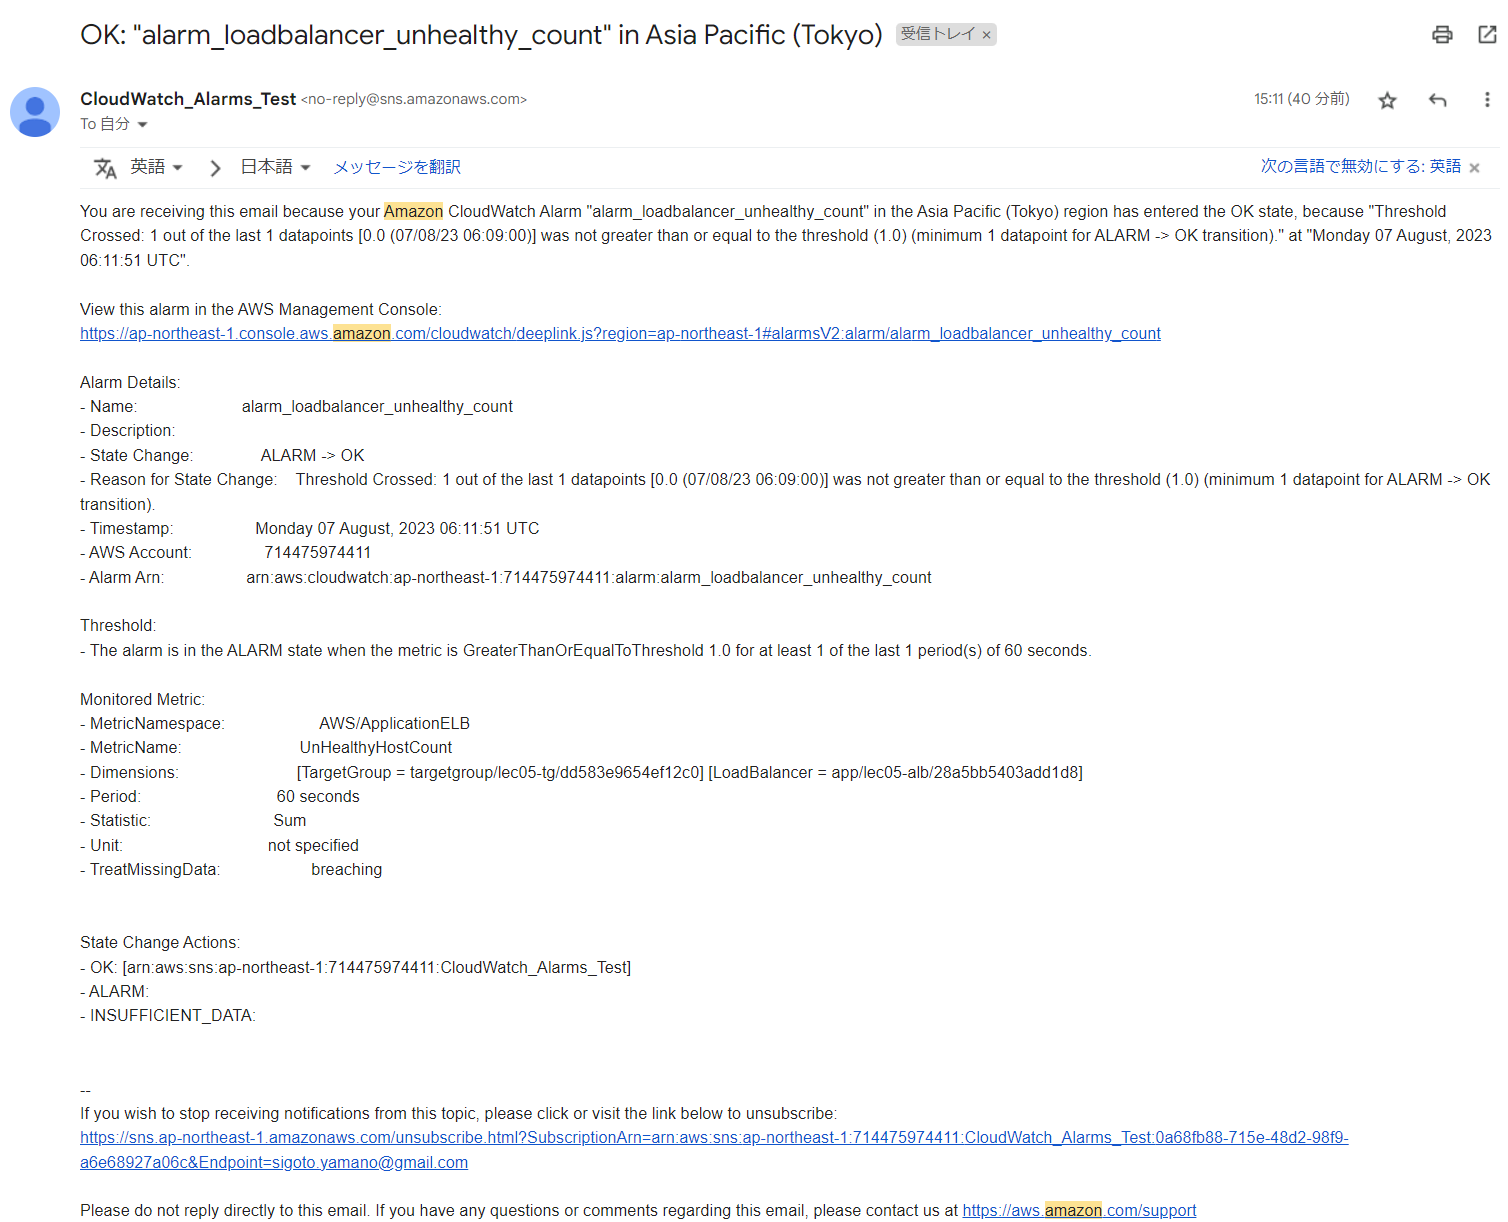 OK: "alarm_loadbalancer_unhealthy_count" in Asia Pacific (Tokyo) 受信トレイ ×
CloudWatch_Alarms_Test <no-reply@sns.amazonaws.com> 15:11 (40 分前)
To 自分
英語 日本語 メッセージを翻訳 次の言語で無効にする: 英語 ×
You are receiving this email because your Amazon CloudWatch Alarm "alarm_loadbalancer_unhealthy_count" in the Asia Pacific (Tokyo) region has entered the OK state, because "Threshold
Crossed: 1 out of the last 1 datapoints [0.0 (07/08/23 06:09:00)] was not greater than or equal to the threshold (1.0) (minimum 1 datapoint for ALARM -> OK transition)." at "Monday 07 August, 2023
06:11:51 UTC".
View this alarm in the AWS Management Console:
https://ap-northeast-1.console.aws.amazon.com/cloudwatch/deeplink.js?region=ap-northeast-1#alarmsV2:alarm/alarm_loadbalancer_unhealthy_count
Alarm Details:
- Name: alarm_loadbalancer_unhealthy_count
- Description:
- State Change: ALARM -> OK
- Reason for State Change: Threshold Crossed: 1 out of the last 1 datapoints [0.0 (07/08/23 06:09:00)] was not greater than or equal to the threshold (1.0) (minimum 1 datapoint for ALARM -> OK
transition).
- Timestamp: Monday 07 August, 2023 06:11:51 UTC
- AWS Account: 714475974411
- Alarm Arn: arn:aws:cloudwatch:ap-northeast-1:714475974411:alarm:alarm_loadbalancer_unhealthy_count
Threshold:
- The alarm is in the ALARM state when the metric is GreaterThanOrEqualToThreshold 1.0 for at least 1 of the last 1 period(s) of 60 seconds.
Monitored Metric:
- MetricNamespace: AWS/ApplicationELB
- MetricName: UnHealthyHostCount
- Dimensions: [TargetGroup = targetgroup/lec05-tg/dd583e9654ef12c0] [LoadBalancer = app/lec05-alb/28a5bb5403add1d8]
- Period: 60 seconds
- Statistic: Sum
- Unit: not specified
- TreatMissingData: breaching
State Change Actions:
- OK: [arn:aws:sns:ap-northeast-1:714475974411:CloudWatch_Alarms_Test]
- ALARM:
- INSUFFICIENT_DATA:
--
If you wish to stop receiving notifications from this topic, please click or visit the link below to unsubscribe:
https://sns.ap-northeast-1.amazonaws.com/unsubscribe.html?SubscriptionArn=arn:aws:sns:ap-northeast-1:714475974411:CloudWatch_Alarms_Test:0a68fb88-715e-48d2-98f9-
a6e68927a06c&Endpoint=sigoto.yamano@gmail.com
Please do not reply directly to this email. If you have any questions or comments regarding this email, please contact us at https://aws.amazon.com/support